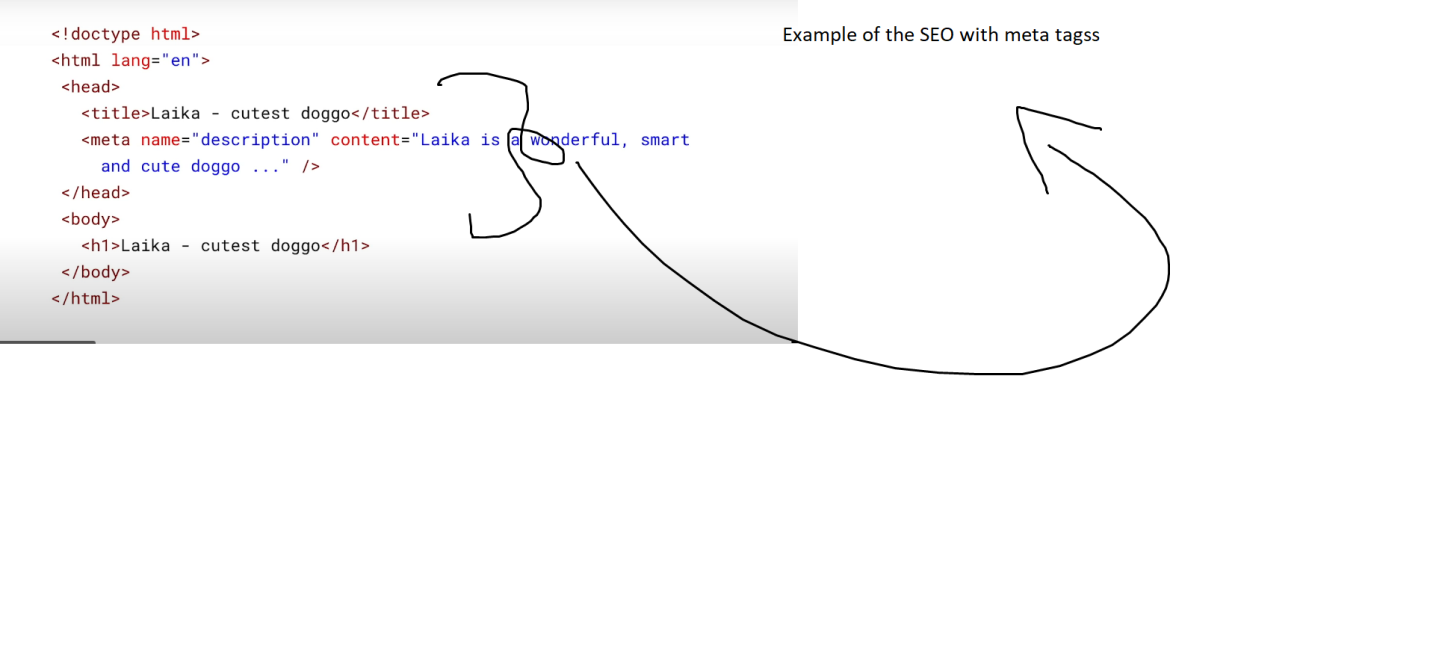 <!doctype html>
<html lang="en">
<head>
<title>Laika - cutest doggo</title>
<meta name="description" content="Laika is a wonderful, smart
and cute doggo ..." />
</head>
<body>
<h1>Laika - cutest doggo</h1>
</body>
</html>
Example of the SEO with meta tagss